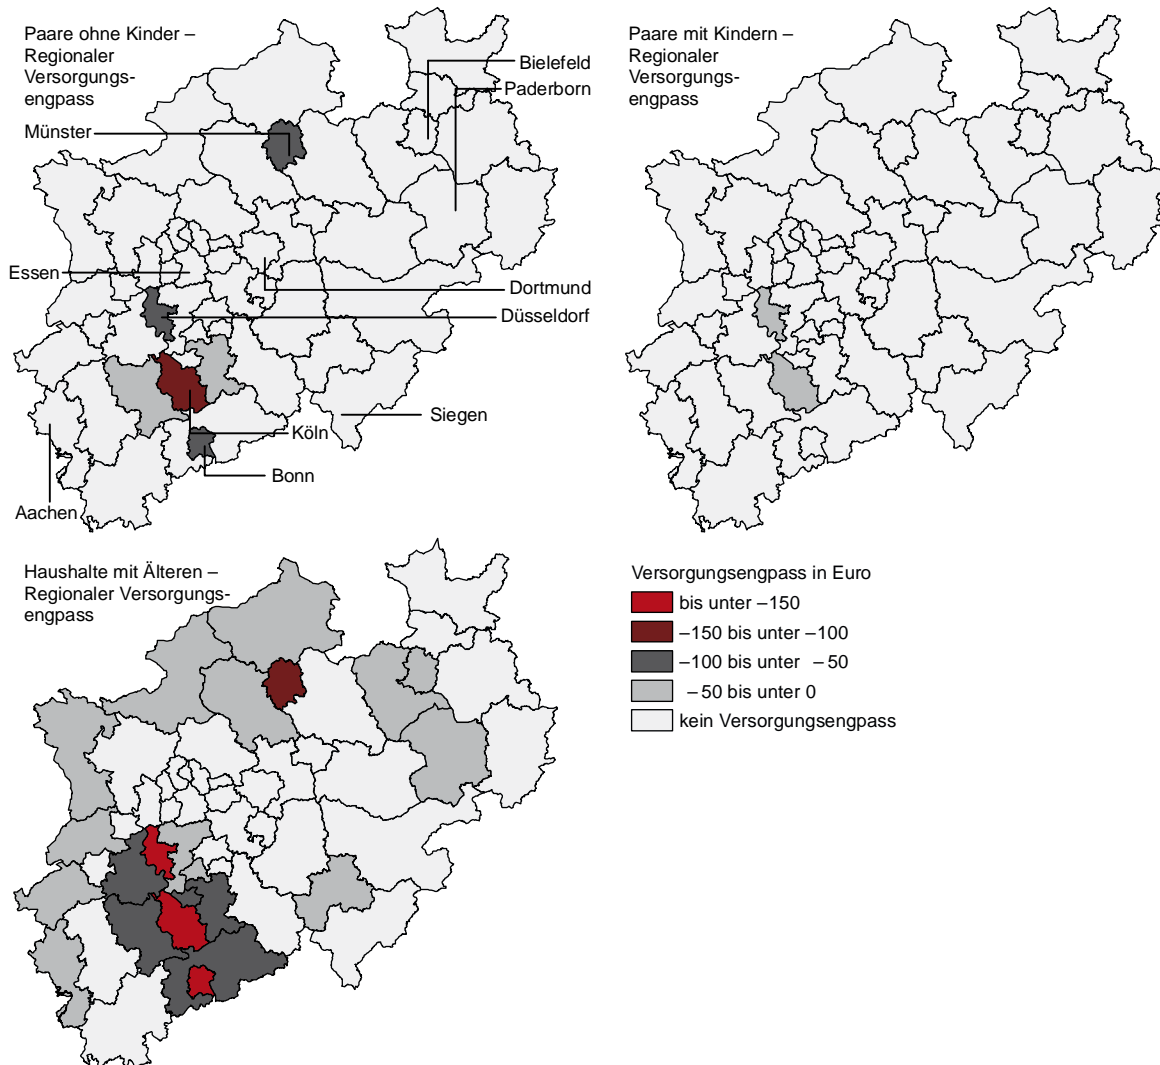 Paare ohne Kinder –
Regionaler
Versorgungs-
engpass
Bielefeld
Paderborn
Münster
Essen
Dortmund
Düsseldorf
Siegen
Köln
Bonn
Aachen
Paare mit Kindern –
Regionaler
Versorgungs-
engpass
Haushalte mit Älteren –
Regionaler Versorgungs-
engpass
Versorgungsengpass in Euro
bis unter –150
–150 bis unter –100
–100 bis unter – 50
– 50 bis unter 0
kein Versorgungsengpass